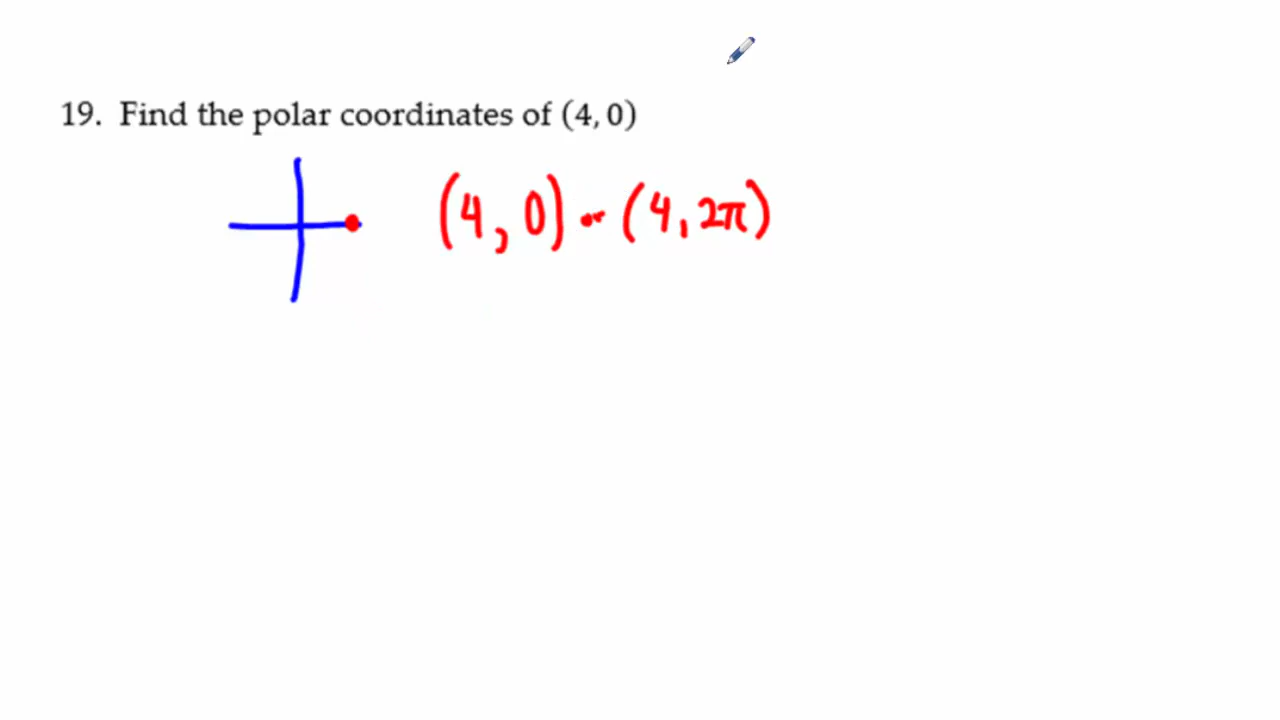 19. Find the polar coordinates of (4, 0)
(4, 0) or (4, 2π)